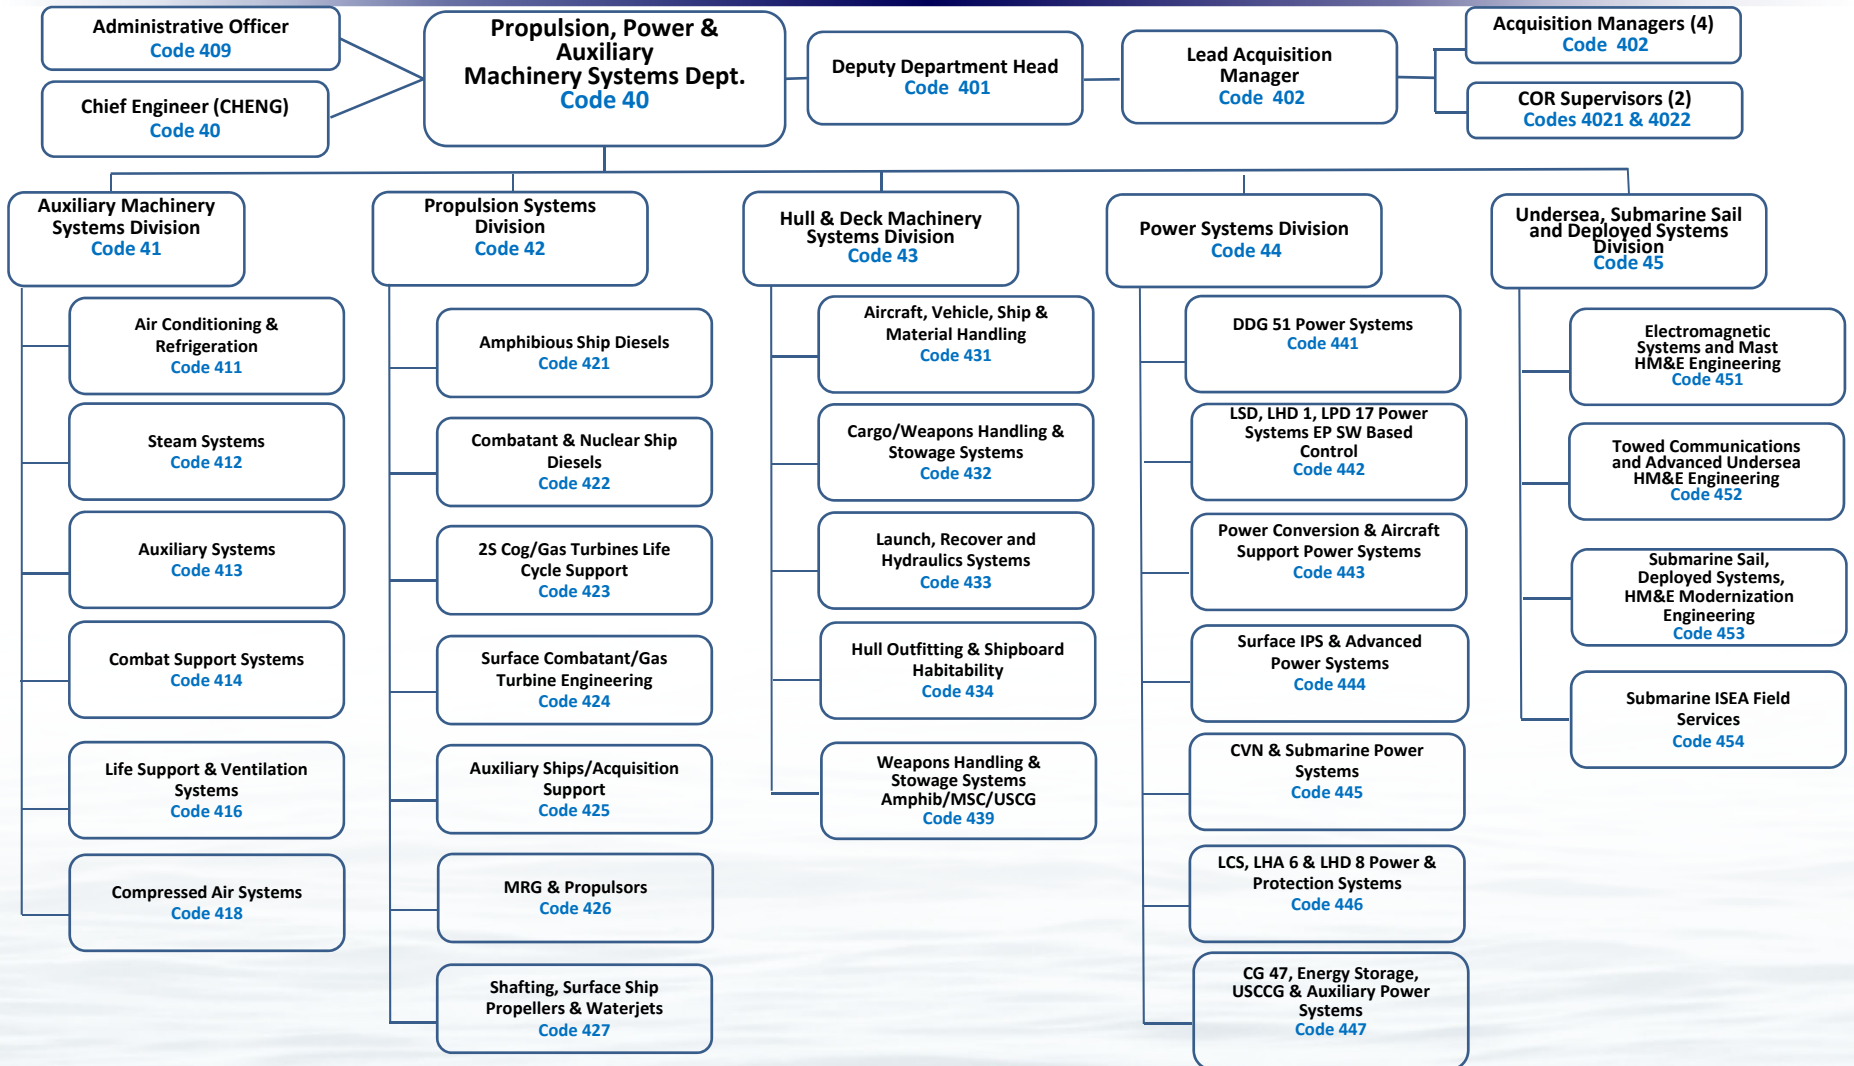 Administrative Officer
Code 409
Chief Engineer (CHENG)
Code 40
Propulsion, Power &
Auxiliary
Machinery Systems Dept.
Code 40
Deputy Department Head
Code 401
Lead Acquisition
Manager
Code 402
Acquisition Managers (4)
Code 402
COR Supervisors (2)
Codes 4021 & 4022
Auxiliary Machinery
Systems Division
Code 41
Air Conditioning &
Refrigeration
Code 411
Steam Systems
Code 412
Auxiliary Systems
Code 413
Combat Support Systems
Code 414
Life Support & Ventilation
Systems
Code 416
Compressed Air Systems
Code 418
Propulsion Systems
Division
Code 42
Amphibious Ship Diesels
Code 421
Combatant & Nuclear Ship
Diesels
Code 422
2S Cog/Gas Turbines Life
Cycle Support
Code 423
Surface Combatant/Gas
Turbine Engineering
Code 424
Auxiliary Ships/Acquisition
Support
Code 425
MRG & Propulsors
Code 426
Shafting, Surface Ship
Propellers & Waterjets
Code 427
Hull & Deck Machinery
Systems Division
Code 43
Aircraft, Vehicle, Ship &
Material Handling
Code 431
Cargo/Weapons Handling &
Stowage Systems
Code 432
Launch, Recover and
Hydraulics Systems
Code 433
Hull Outfitting & Shipboard
Habitability
Code 434
Weapons Handling &
Stowage Systems
Amphib/MSC/USCG
Code 439
Power Systems Division
Code 44
DDG 51 Power Systems
Code 441
LSD, LHD 1, LPD 17 Power
Systems EP SW Based
Control
Code 442
Power Conversion & Aircraft
Support Power Systems
Code 443
Surface IPS & Advanced
Power Systems
Code 444
CVN & Submarine Power
Systems
Code 445
LCS, LHA 6 & LHD 8 Power &
Protection Systems
Code 446
CG 47, Energy Storage,
USCCG & Auxiliary Power
Systems
Code 447
Undersea, Submarine Sail
and Deployed Systems
Division
Code 45
Electromagnetic
Systems and Mast
HM&E Engineering
Code 451
Towed Communications
and Advanced Undersea
HM&E Engineering
Code 452
Submarine Sail,
Deployed Systems,
HM&E Modernization
Engineering
Code 453
Submarine ISEA Field
Services
Code 454